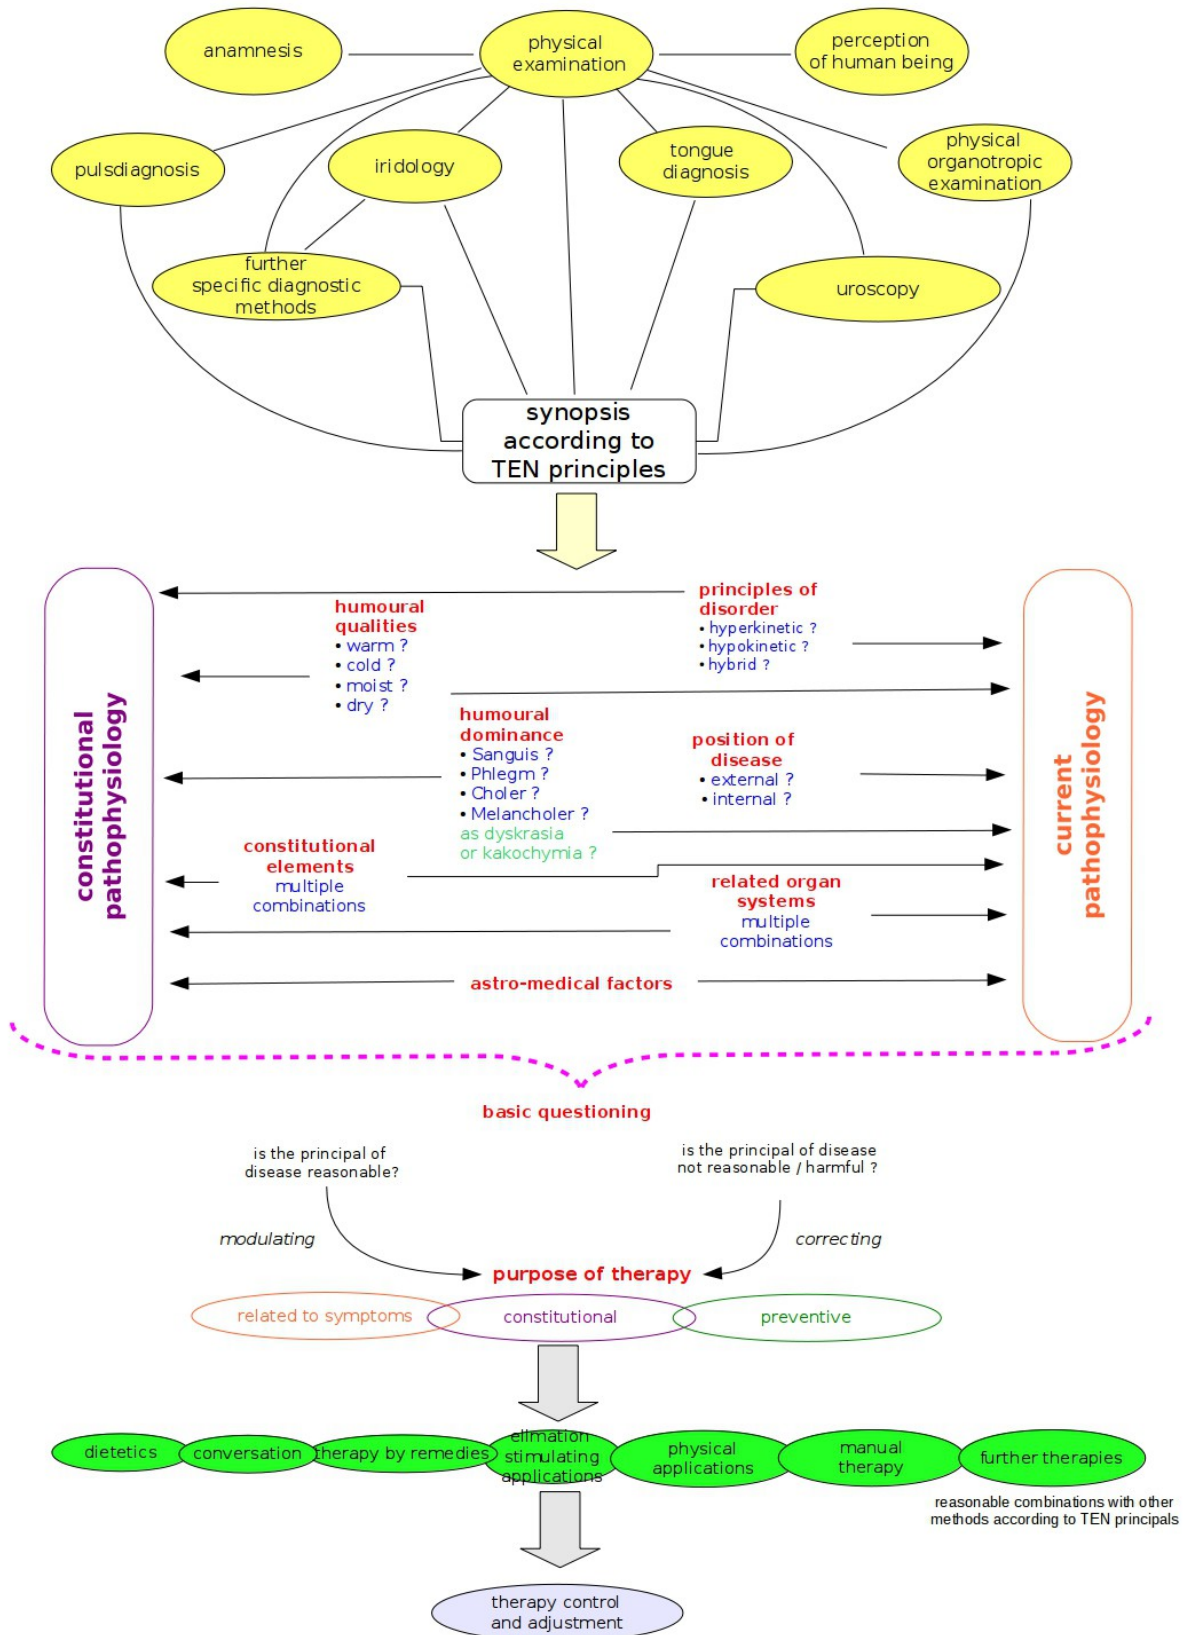 anamnesis
physical
examination
perception
of human being
pulsdiagnosis
iridology
tongue
diagnosis
physical
organotropic
examination
further
specific diagnostic
methods
uroscopy
synopsis
according to
TEN principles
constitutional
pathophysiology
current
pathophysiology
principles of
disorder
• hyperkinetic ?
• hypokinetic ?
• hybrid ?
humoural
qualities
• warm ?
• cold ?
• moist ?
• dry ?
humoural
dominance
• Sanguis ?
• Phlegm ?
• Choler ?
• Melancholer ?
as dyskrasia
or kakochymia ?
position of
disease
• external ?
• internal ?
constitutional
elements
multiple
combinations
related organ
systems
multiple
combinations
astro-medical factors
basic questioning
is the principal of
disease reasonable?
is the principal of disease
not reasonable / harmful ?
modulating
correcting
purpose of therapy
related to symptoms
constitutional
preventive
dietetics
conversation
therapy by remedies
elimation
stimulating
applications
physical
applications
manual
therapy
further therapies
reasonable combinations with other
methods according to TEN principals
therapy control
and adjustment